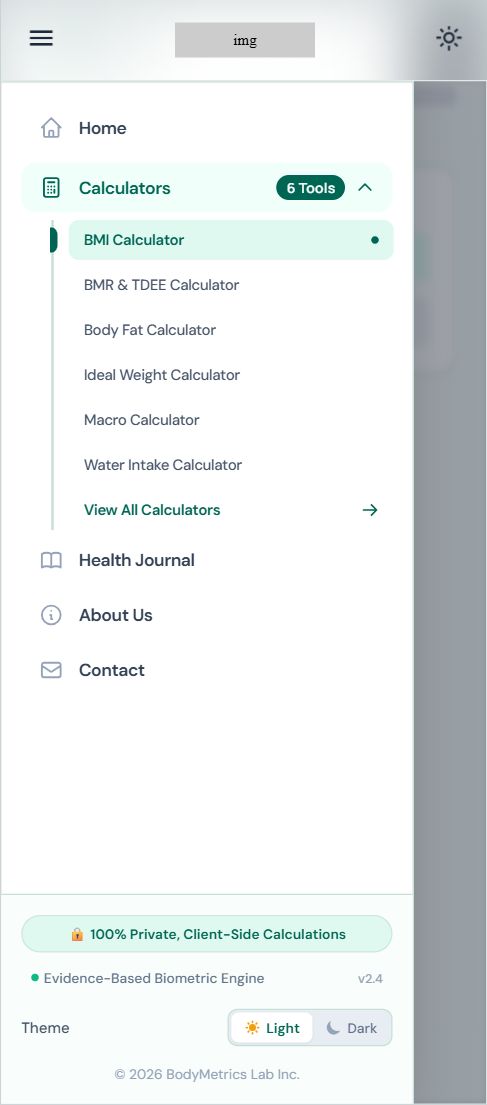 img
Home
Calculators 6 Tools
BMI Calculator
BMR & TDEE Calculator
Body Fat Calculator
Ideal Weight Calculator
Macro Calculator
Water Intake Calculator
View All Calculators →
Health Journal
About Us
Contact
🔒 100% Private, Client-Side Calculations
Evidence-Based Biometric Engine v2.4
Theme ☀️ Light 🌙 Dark
© 2026 BodyMetrics Lab Inc.